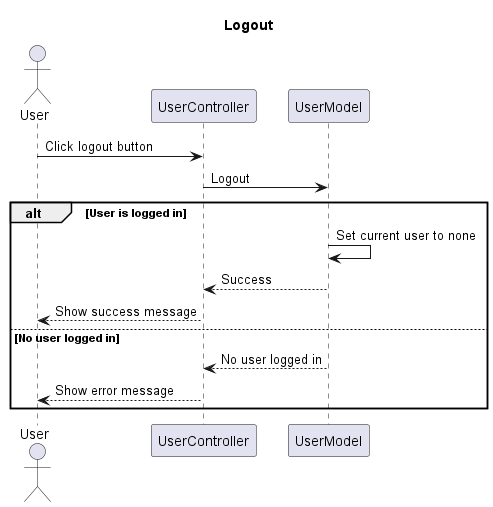 Logout
User
UserController
UserModel
Click logout button
Logout
alt
[User is logged in]
Set current user to none
Success
Show success message
[No user logged in]
No user logged in
Show error message
User
UserController
UserModel